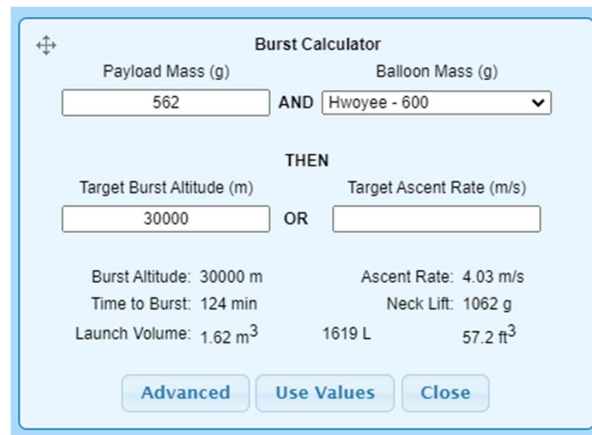 Burst Calculator
Payload Mass (g) Balloon Mass (g)
562 AND Hwoyee - 600
THEN
Target Burst Altitude (m) Target Ascent Rate (m/s)
30000 OR
Burst Altitude: 30000 m Ascent Rate: 4.03 m/s
Time to Burst: 124 min Neck Lift: 1062 g
Launch Volume: 1.62 m³ 1619 L 57.2 ft³
Advanced Use Values Close